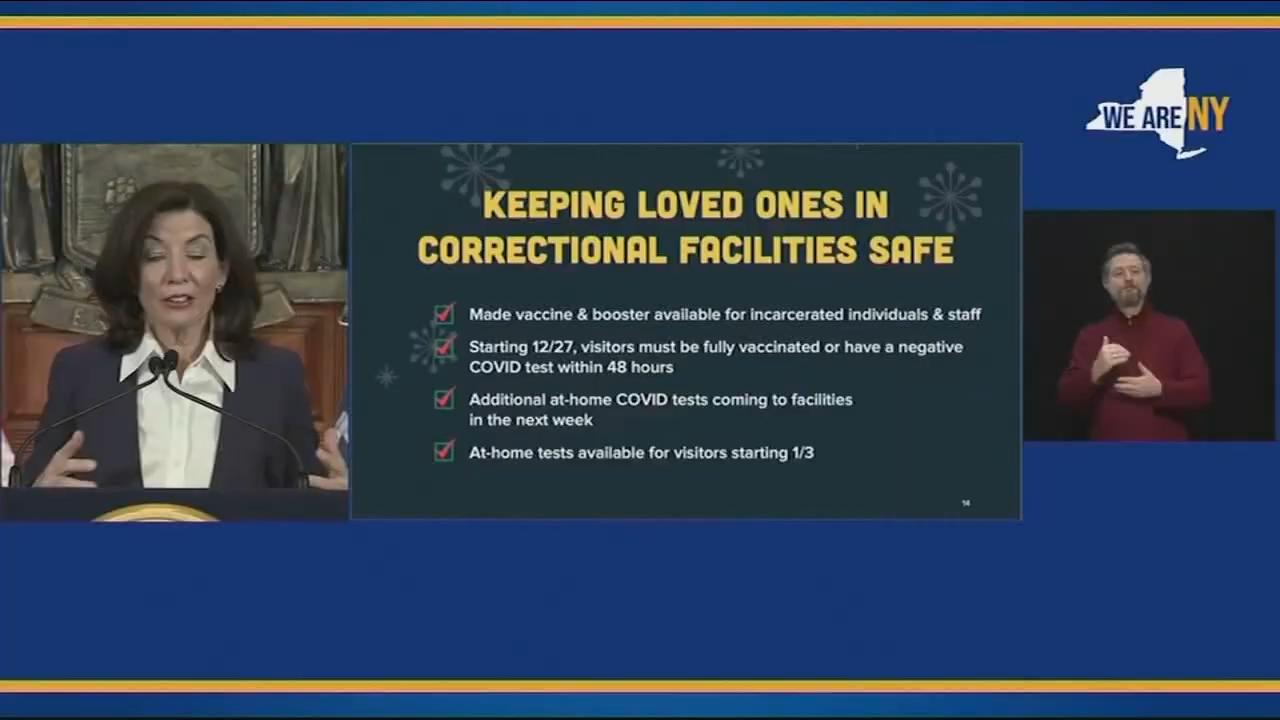 WE ARE NY
KEEPING LOVED ONES IN
CORRECTIONAL FACILITIES SAFE
Made vaccine & booster available for incarcerated individuals & staff
Starting 12/27, visitors must be fully vaccinated or have a negative
COVID test within 48 hours
Additional at-home COVID tests coming to facilities
in the next week
At-home tests available for visitors starting 1/3
14